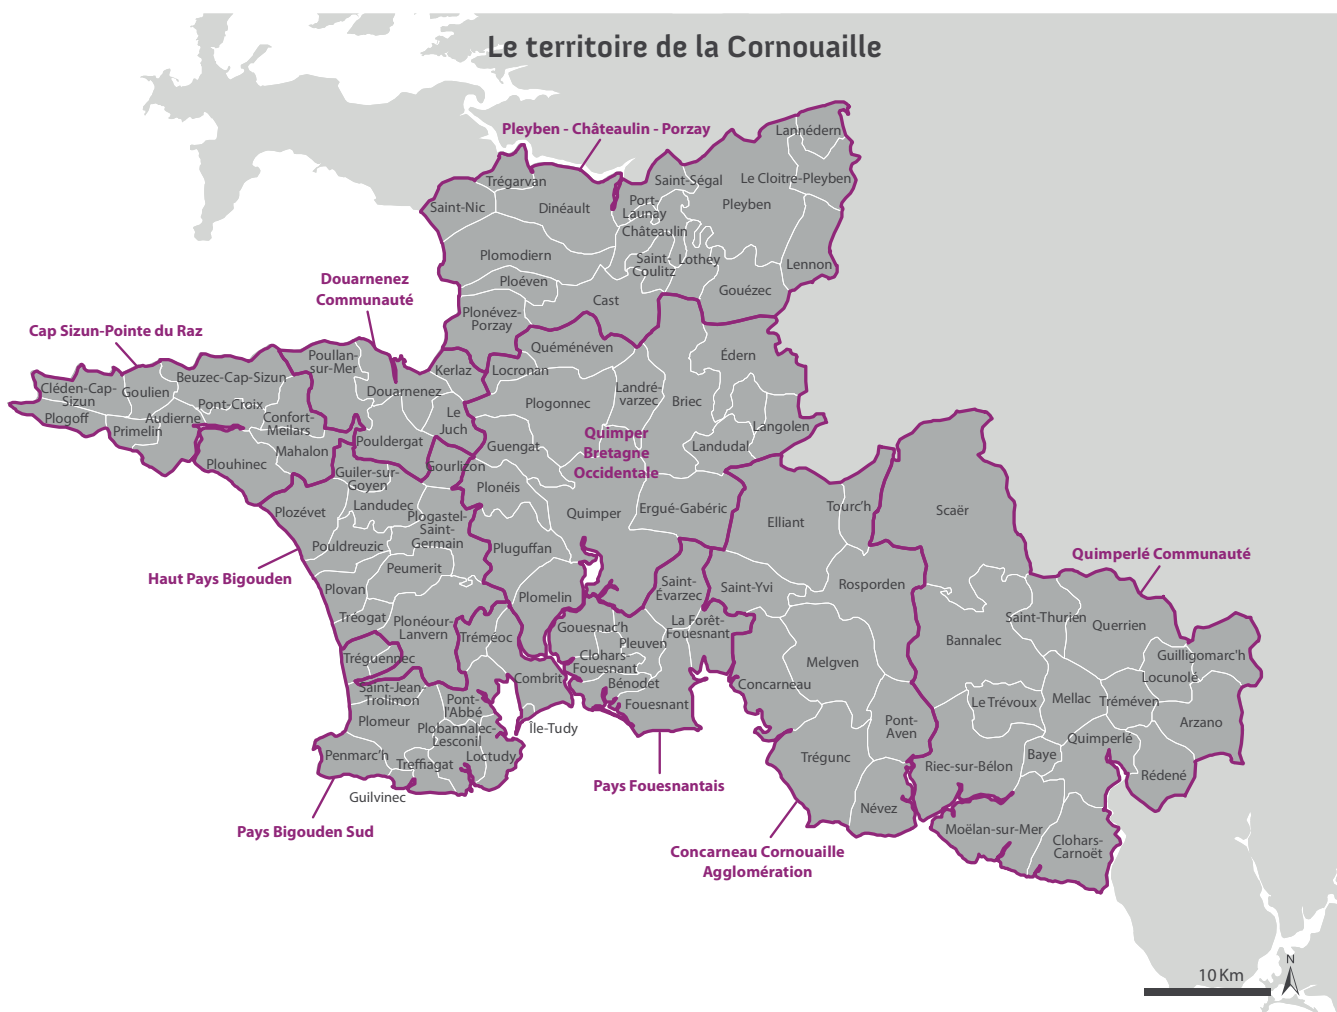 Le territoire de la Cornouaille
Pleyben - Châteaulin - Porzay
Lannédern
Trégarvan
Saint-Ségal
Le Cloitre-Pleyben
Saint-Nic
Dinéault
Port-
Launay
Pleyben
Châteaulin
Plomodiern
Saint-
Coulitz
Lothey
Lennon
Ploéven
Gouézec
Cast
Plonévez-
Porzay
Douarnenez
Communauté
Cap Sizun-Pointe du Raz
Quéménéven
Édern
Poullan-
sur-Mer
Kerlaz
Locronan
Beuzec-Cap-Sizun
Cléden-Cap-
Sizun
Goulien
Douarnenez
Landré-
varzec
Briec
Plogonnec
Pont-Croix
Plogoff
Audierne
Confort-
Meilars
Le
Juch
Primelin
Langolen
Quimper
Bretagne
Occidentale
Pouldergat
Guengat
Landudal
Mahalon
Plouhinec
Gourlizon
Guiler-sur-
Goyen
Plonéis
Plozévet
Landudec
Plogastel-
Saint-
Germain
Quimper
Ergué-Gabéric
Elliant
Tourc'h
Scaër
Pouldreuzic
Pluguffan
Haut Pays Bigouden
Peumerit
Quimperlé Communauté
Plovan
Plomelin
Saint-
Évarzec
Saint-Yvi
Rosporden
Tréogat
Plonéour-
Lanvern
Tréméoc
Gouesnac'h
La Forêt-
Fouesnant
Saint-Thurien
Querrien
Pleuven
Bannalec
Tréguennec
Clohars-
Fouesnant
Melgven
Guilligomarc'h
Combrit
Bénodet
Concarneau
Locunolé
Saint-Jean-
Trolimon
Pont-
l'Abbé
Fouesnant
Le Trévoux
Mellac
Tréméven
Plomeur
Plobannalec-
Lesconil
Île-Tudy
Pont-
Aven
Arzano
Quimperlé
Penmarc'h
Treffiagat
Loctudy
Trégunc
Riec-sur-Bélon
Baye
Rédené
Guilvinec
Pays Fouesnantais
Névez
Pays Bigouden Sud
Moëlan-sur-Mer
Clohars-
Carnoët
Concarneau Cornouaille
Agglomération
N
10 Km